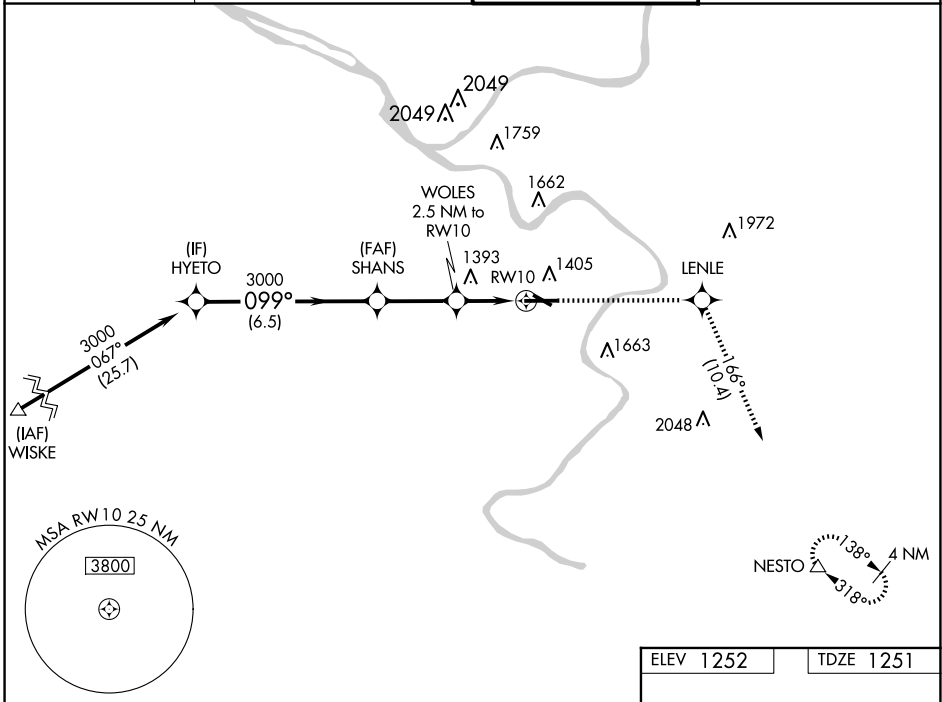 2049
2049
1759
1662
WOLES
2.5 NM to
RW10
1972
(IF)
HYETO
(FAF)
SHANS
1393
RW10
1405
LENLE
3000
099°
(6.5)
3000
067°
(25.7)
1663
166°
(10.4)
(IAF)
WISKE
2048
MSA RW10 25 NM
3800
NESTO
138°
4 NM
318°
ELEV 1252
TDZE 1251